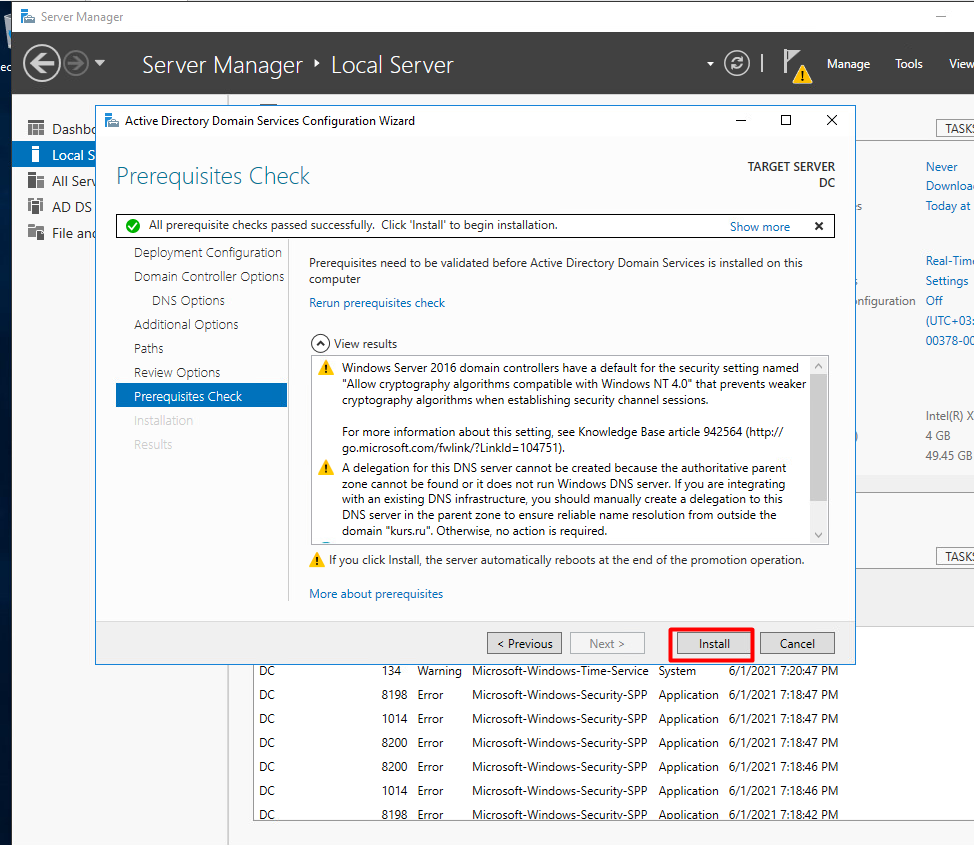 Server Manager
Server Manager
Local Server
Manage
Tools
View
Dashbo
Local S
All Serv
AD DS
File and
TASKS
Never
Downloa
Today at
Real-Time
Settings
onfiguration
Off
(UTC+03:
00378-00
Intel(R) X
4 GB
49.45 GB
TASKS
Active Directory Domain Services Configuration Wizard
Prerequisites Check
TARGET SERVER
DC
All prerequisite checks passed successfully. Click 'Install' to begin installation.
Show more
Deployment Configuration
Domain Controller Options
DNS Options
Additional Options
Paths
Review Options
Prerequisites Check
Installation
Results
Prerequisites need to be validated before Active Directory Domain Services is installed on this
computer
Rerun prerequisites check
View results
Windows Server 2016 domain controllers have a default for the security setting named
"Allow cryptography algorithms compatible with Windows NT 4.0" that prevents weaker
cryptography algorithms when establishing security channel sessions.
For more information about this setting, see Knowledge Base article 942564 (http://
go.microsoft.com/fwlink/?LinkId=104751).
A delegation for this DNS server cannot be created because the authoritative parent
zone cannot be found or it does not run Windows DNS server. If you are integrating
with an existing DNS infrastructure, you should manually create a delegation to this
DNS server in the parent zone to ensure reliable name resolution from outside the
domain "kurs.ru". Otherwise, no action is required.
If you click Install, the server automatically reboots at the end of the promotion operation.
More about prerequisites
< Previous
Next >
Install
Cancel
DC 134 Warning Microsoft-Windows-Time-Service System 6/1/2021 7:20:47 PM
DC 8198 Error Microsoft-Windows-Security-SPP Application 6/1/2021 7:18:47 PM
DC 1014 Error Microsoft-Windows-Security-SPP Application 6/1/2021 7:18:47 PM
DC 8200 Error Microsoft-Windows-Security-SPP Application 6/1/2021 7:18:47 PM
DC 8200 Error Microsoft-Windows-Security-SPP Application 6/1/2021 7:18:46 PM
DC 1014 Error Microsoft-Windows-Security-SPP Application 6/1/2021 7:18:46 PM
DC 8198 Error Microsoft-Windows-Security-SPP Application 6/1/2021 7:18:42 PM